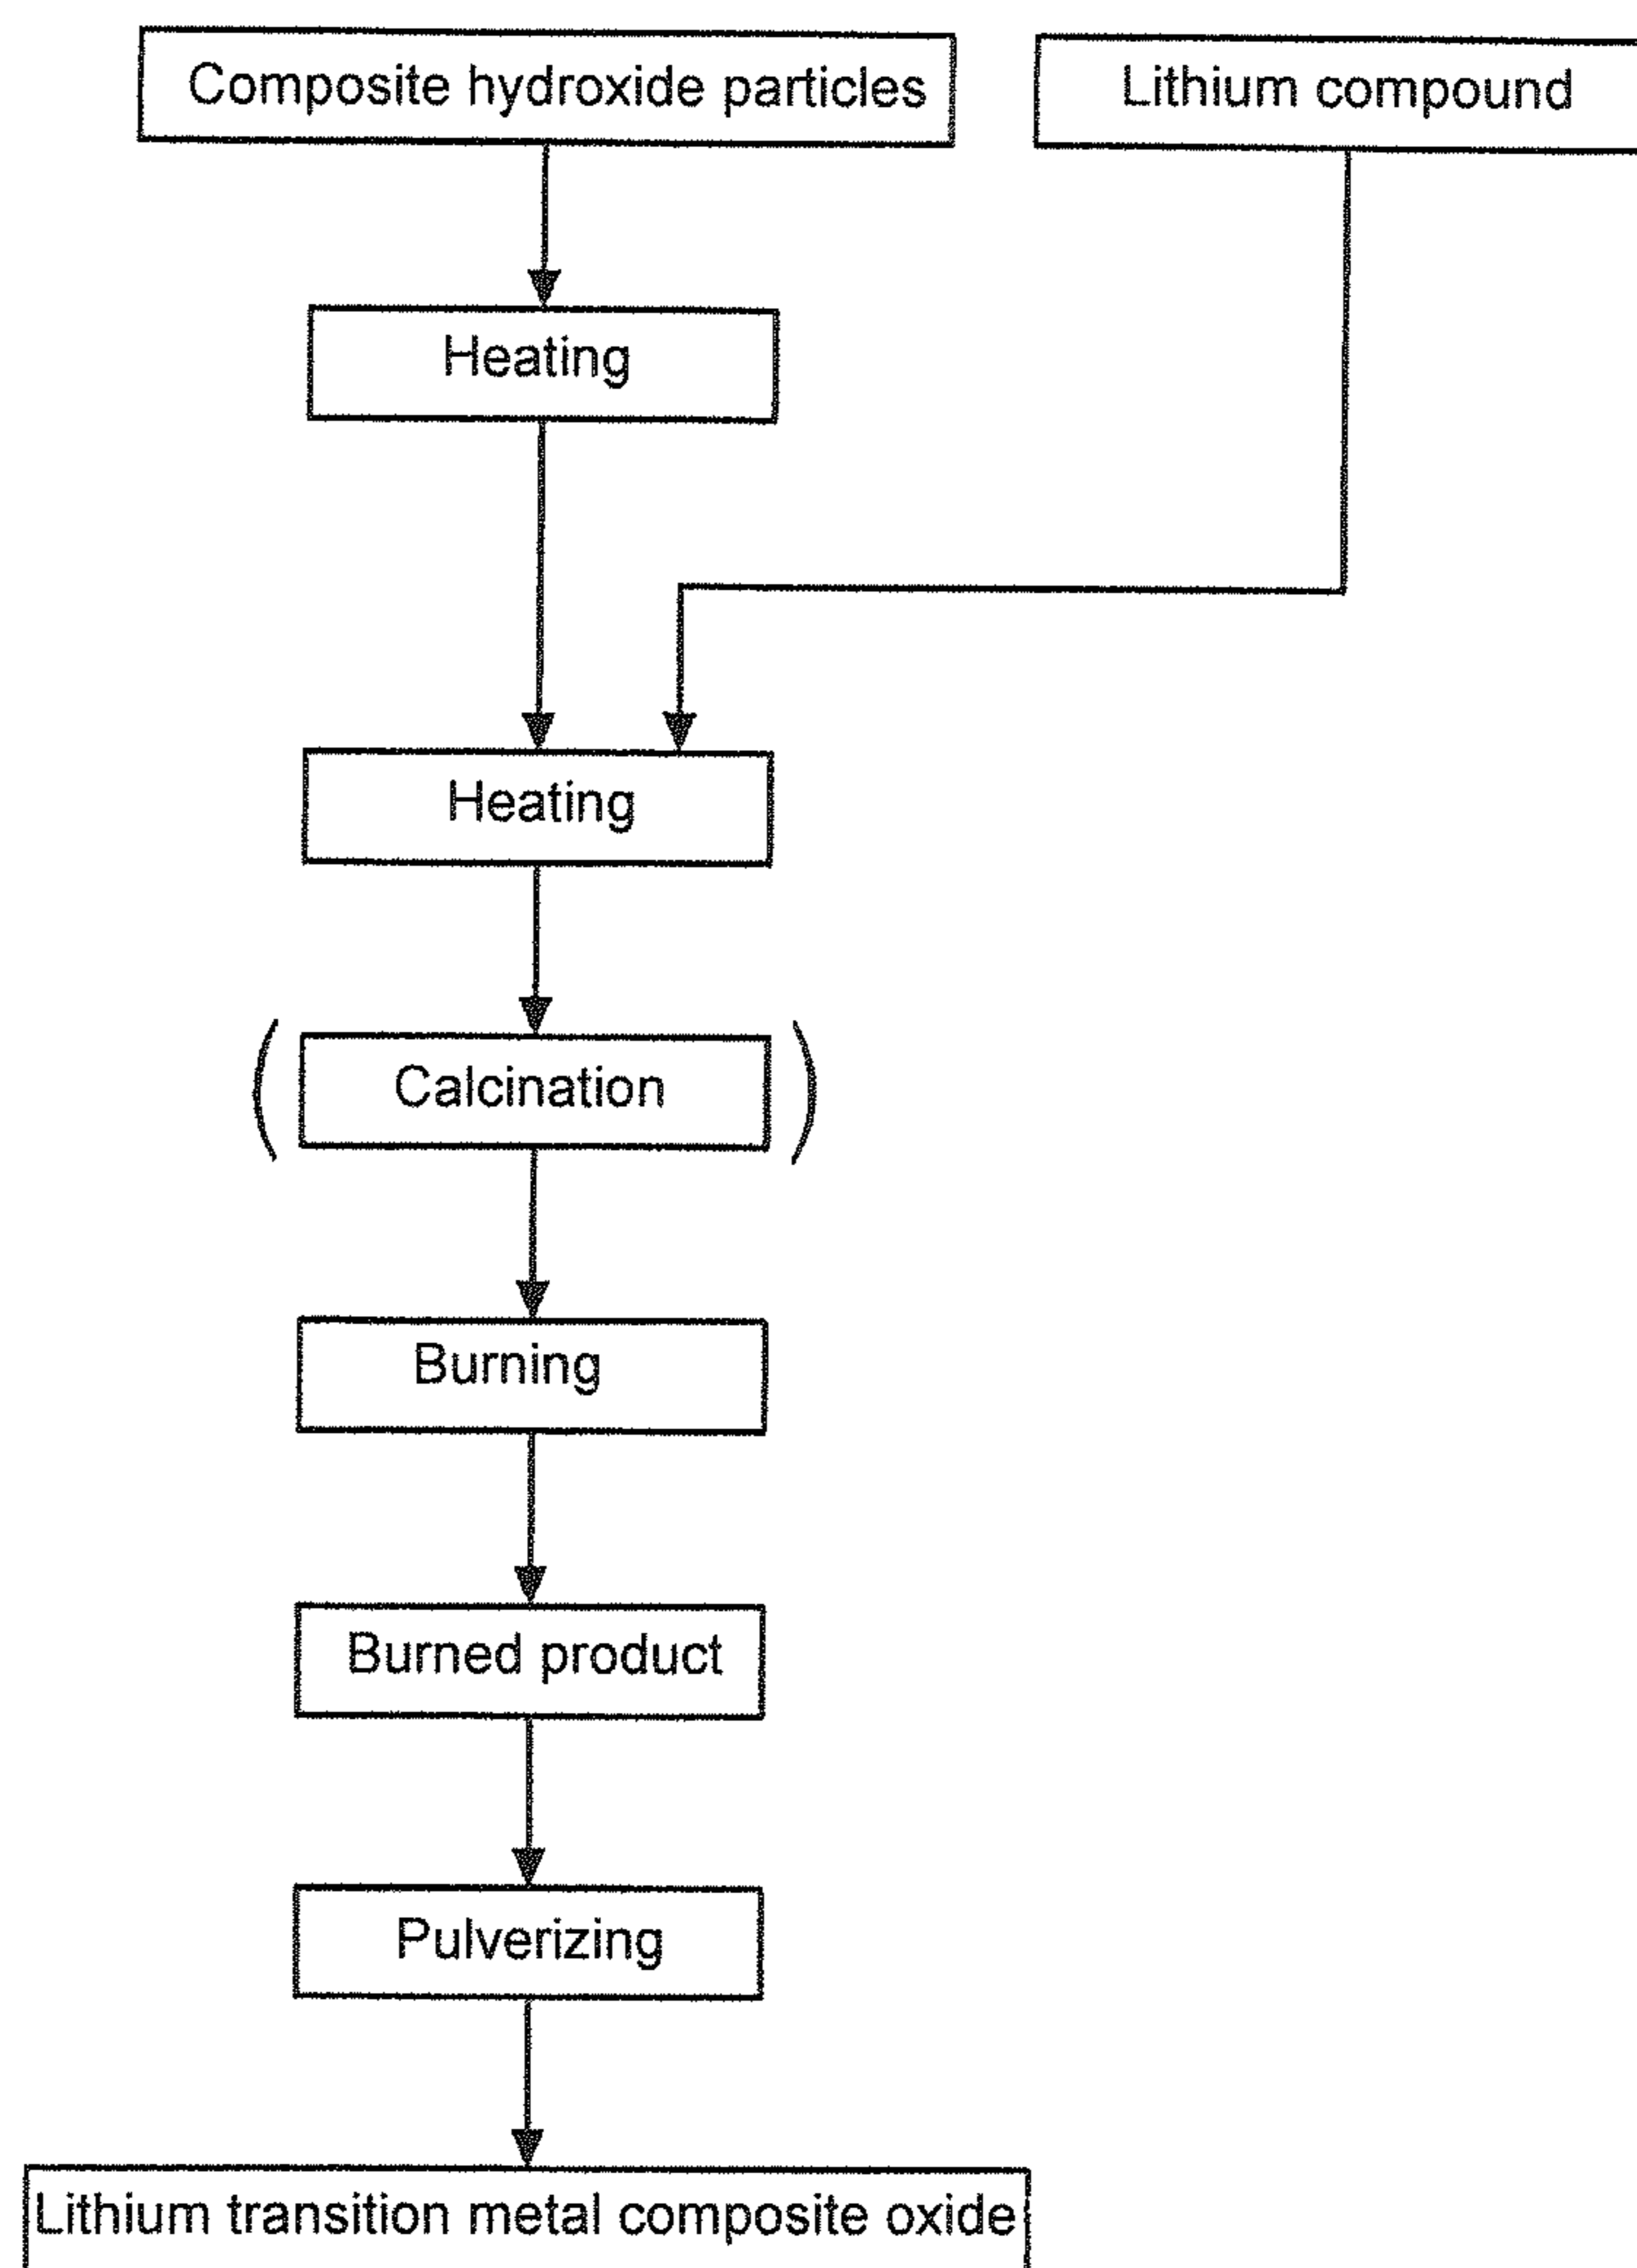 Composite hydroxide particles
Lithium compound
Heating
Heating
( Calcination )
Burning
Burned product
Pulverizing
Lithium transition metal composite oxide